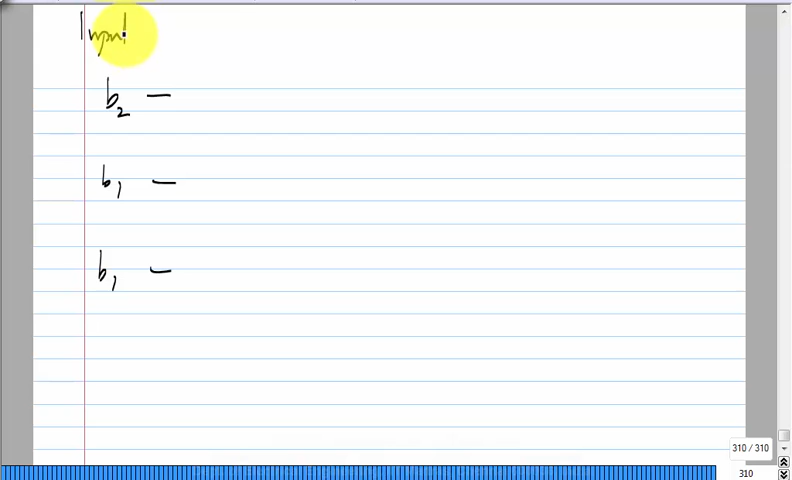 Input
b2 —
b1 —
b1 —
310 / 310
310